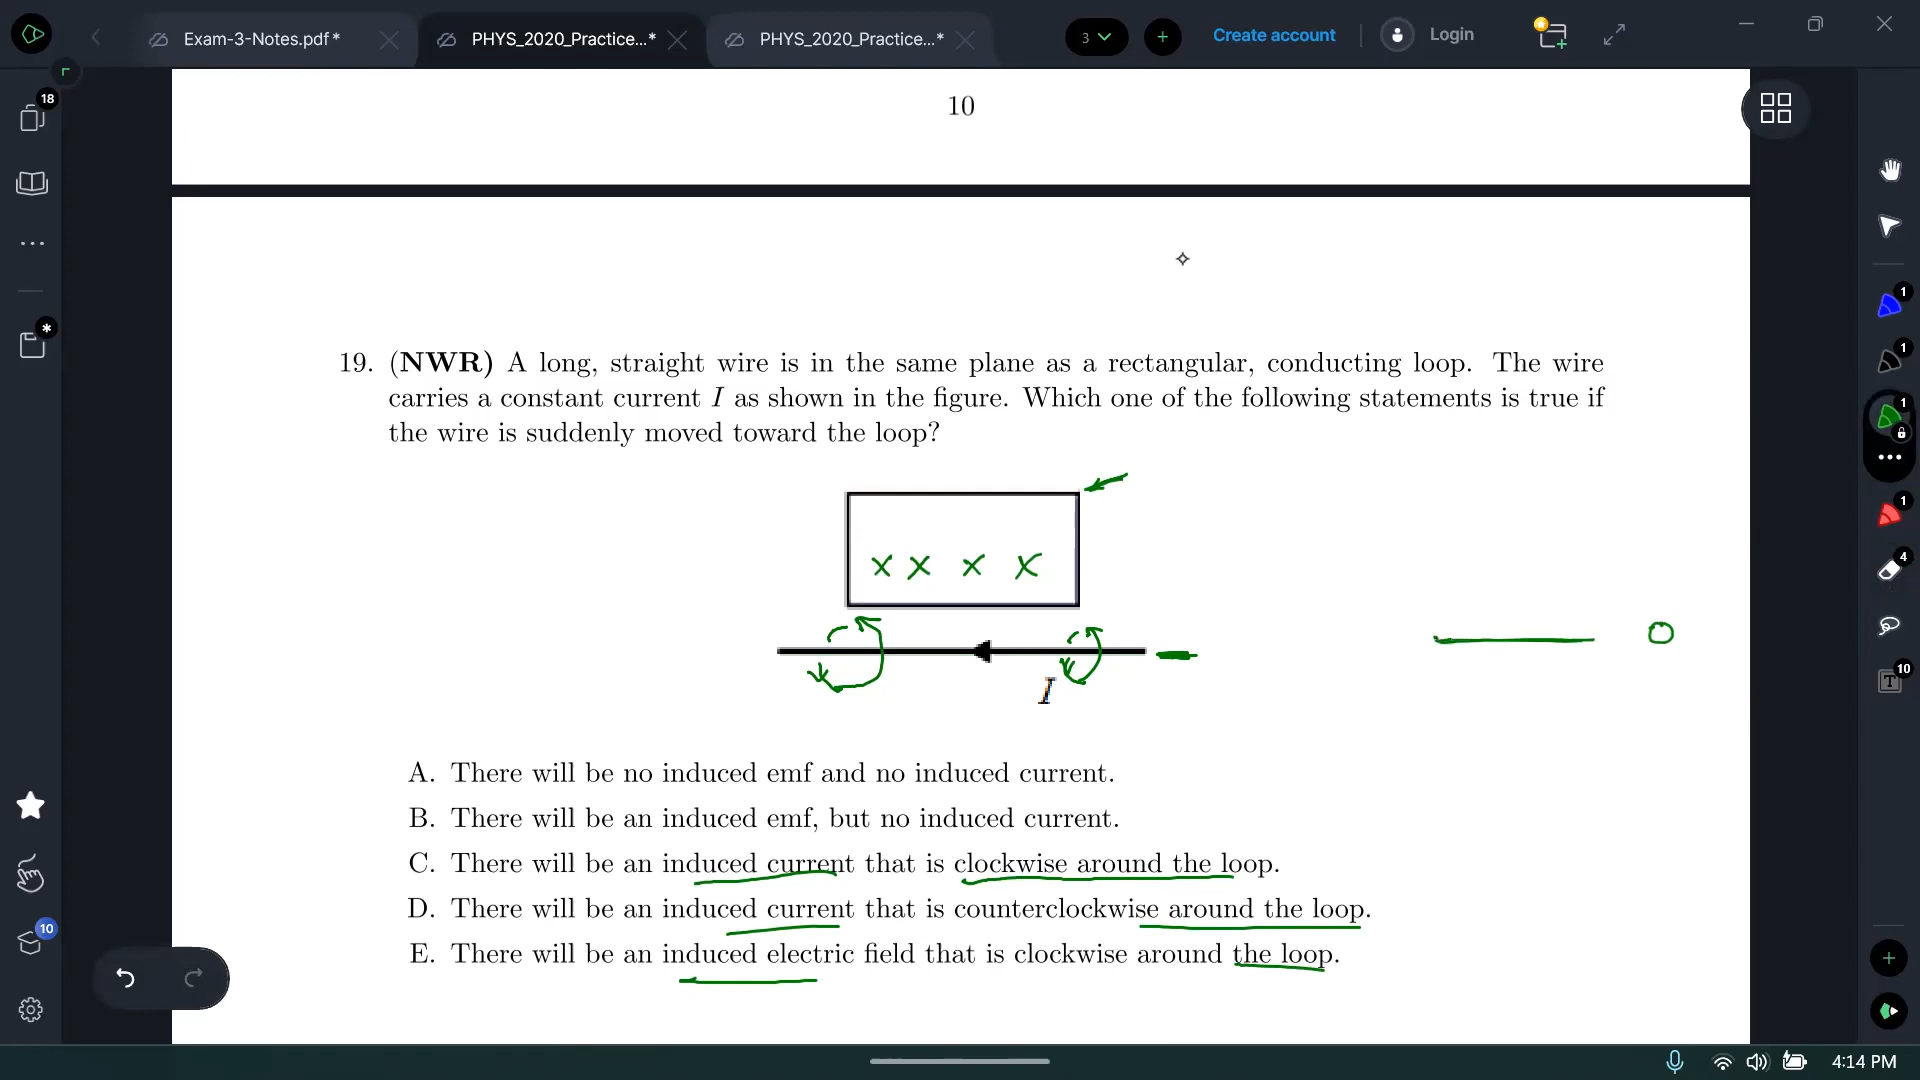 Exam-3-Notes.pdf *
PHYS_2020_Practice...*
PHYS_2020_Practice...*
3
Create account
Login
18
10
19. (NWR) A long, straight wire is in the same plane as a rectangular, conducting loop. The wire
carries a constant current I as shown in the figure. Which one of the following statements is true if
the wire is suddenly moved toward the loop?
x x x x
I
A. There will be no induced emf and no induced current.
B. There will be an induced emf, but no induced current.
C. There will be an induced current that is clockwise around the loop.
D. There will be an induced current that is counterclockwise around the loop.
E. There will be an induced electric field that is clockwise around the loop.
10
1
1
1
1
4
T 10
4:14 PM